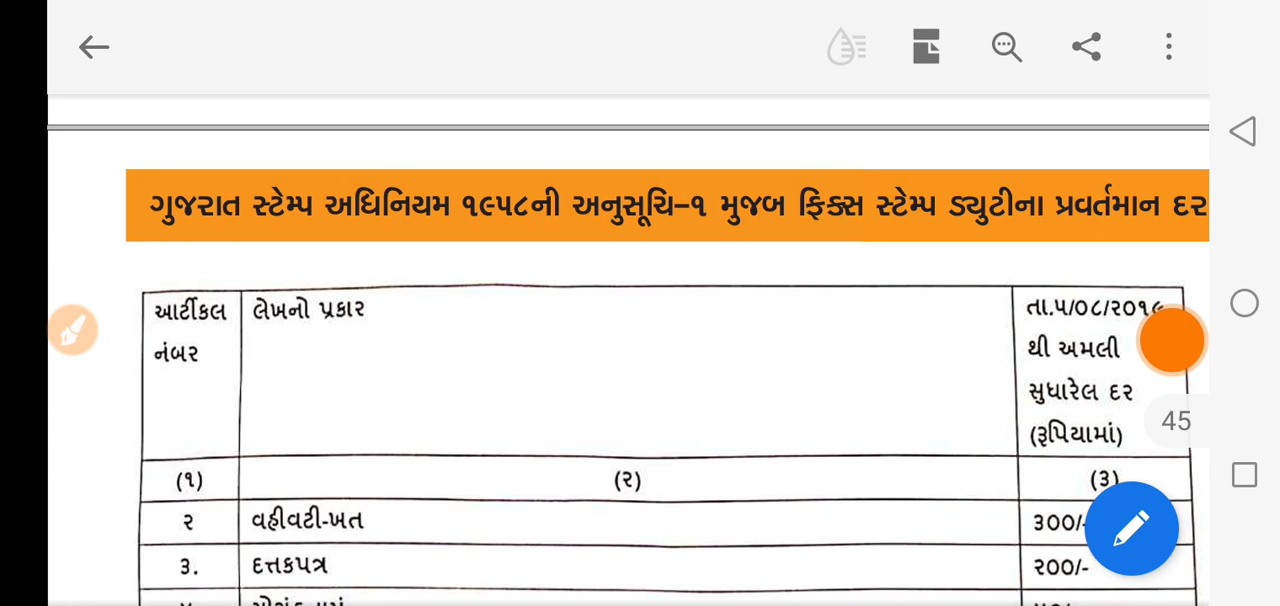 ગુજરાત સ્ટેમ્પ અધિનિયમ ૧૯૫૮ની અનુસૂચિ-૧ મુજબ ફિક્સ સ્ટેમ્પ ડ્યુટીના પ્રવર્તમાન દર
આર્ટીકલ નંબર
લેખનો પ્રકાર
તા.૫/૦૮/૨૦૧૯
થી અમલી
સુધારેલ દર
(રૂપિયામાં)
45
(૧) (૨) (૩)
૨ વહીવટી-ખત ૩૦૦/-
૩. દત્તકપત્ર ૨૦૦/-